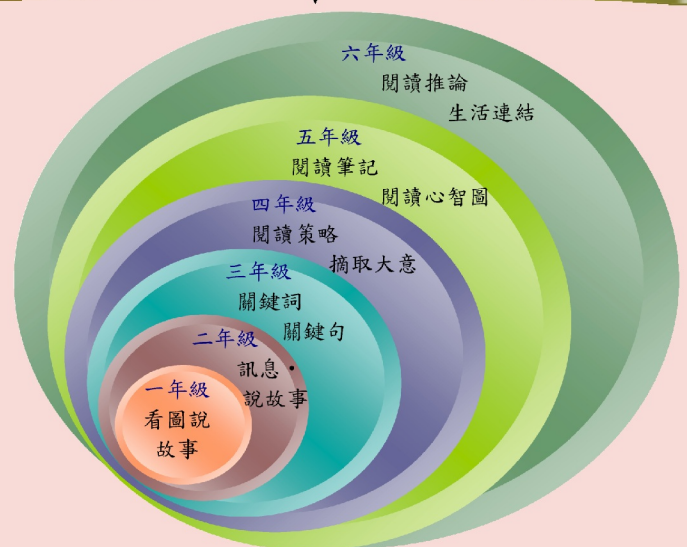 六年級
閱讀推論
生活連結
五年級
閱讀筆記
閱讀心智圖
四年級
閱讀策略
摘取大意
三年級
關鍵詞
關鍵句
二年級
訊息・
說故事
一年級
看圖說
故事